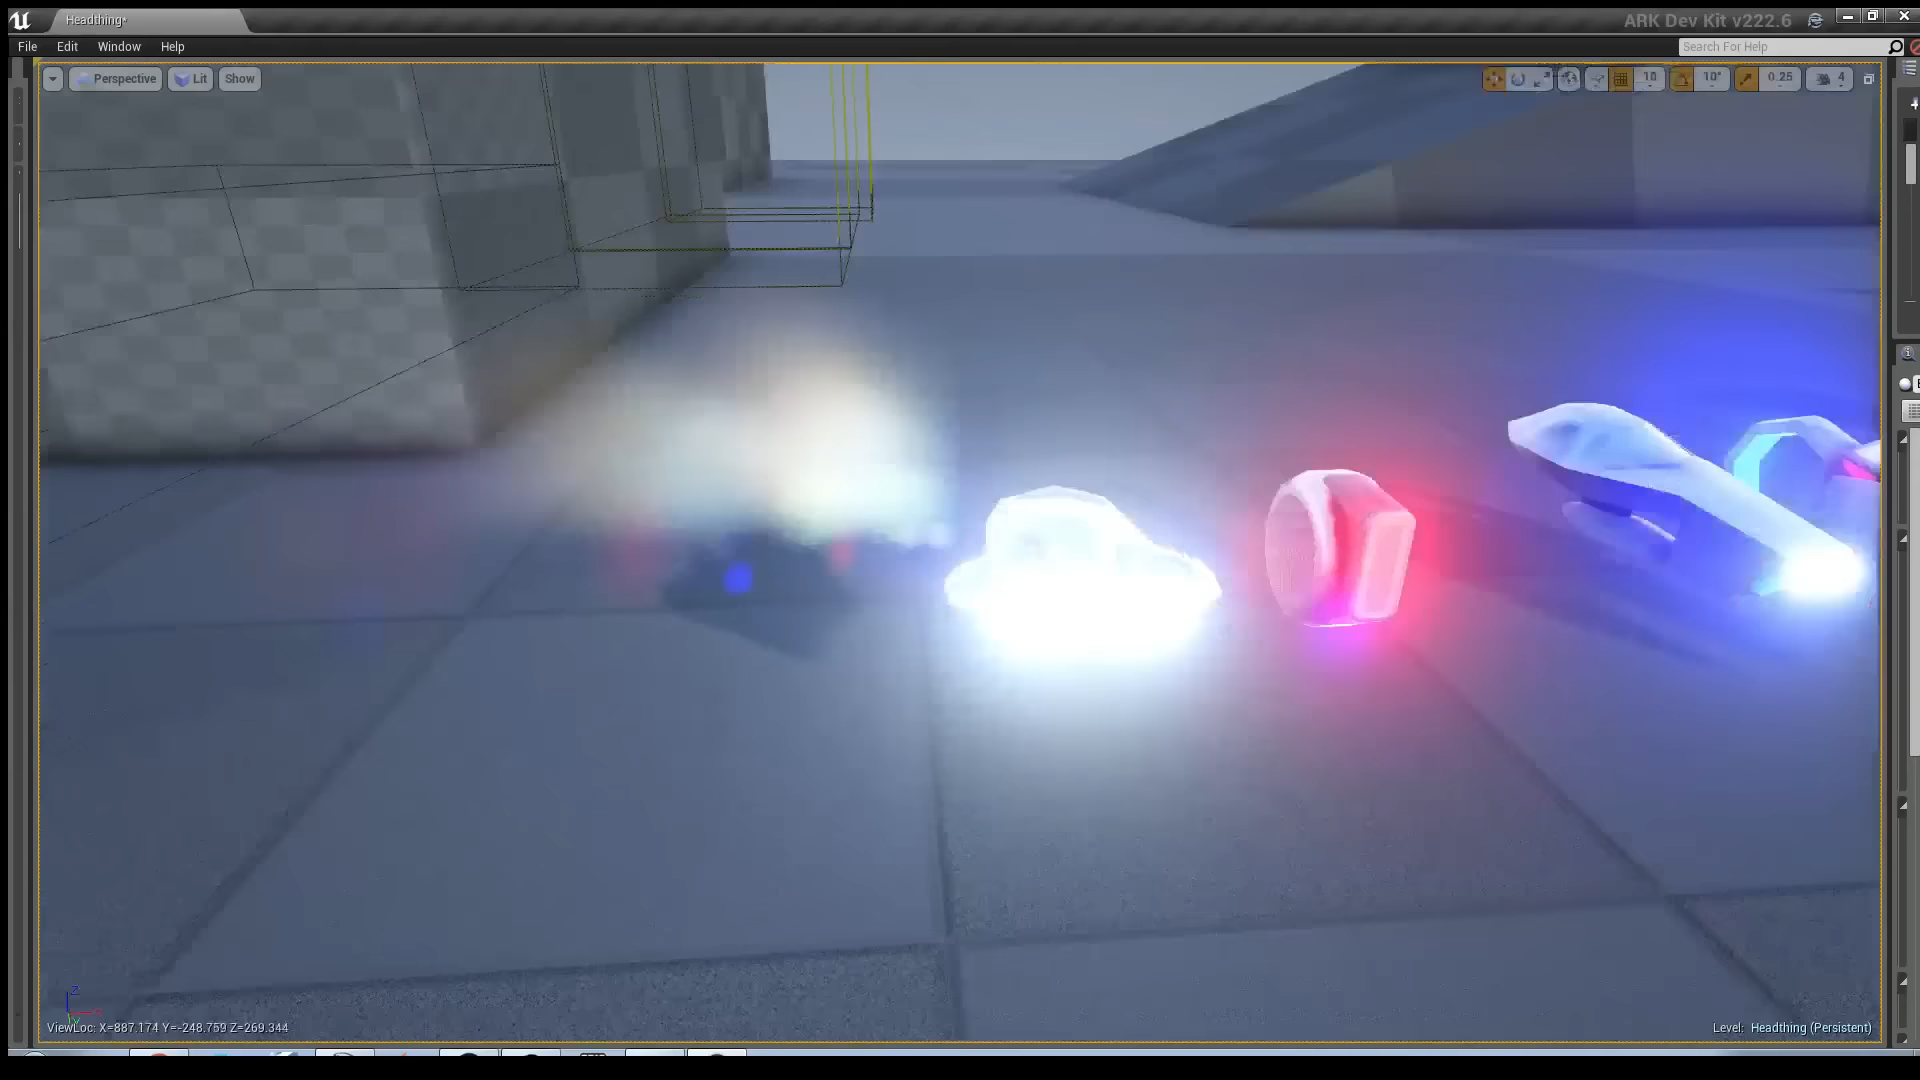 Headthing*
ARK Dev Kit v222.6
File Edit Window Help
Search For Help
Perspective Lit Show
10 10° 0.25 4
Z
ViewLoc: X=887.174 Y=-248.759 Z=269.344
Level: Headthing (Persistent)